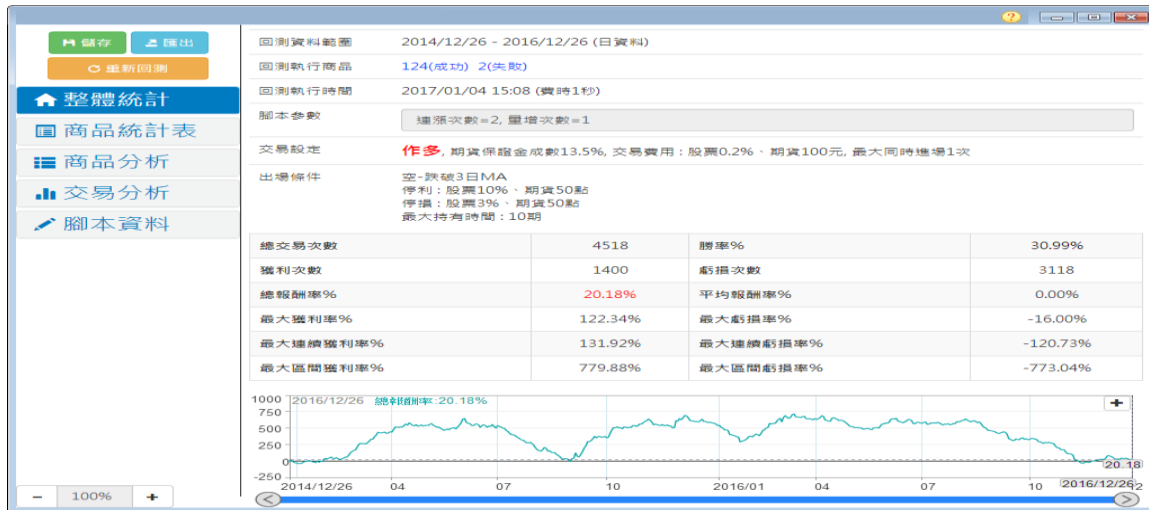 ?
儲存 匯出
重新回測
整體統計
商品統計表
商品分析
交易分析
腳本資料
回測資料範圍 2014/12/26 - 2016/12/26 (日資料)
回測執行商品 124(成功) 2(失敗)
回測執行時間 2017/01/04 15:08 (費時1秒)
腳本參數 連漲次數=2, 量增次數=1
交易設定 作多, 期貨保證金成數13.5%, 交易費用：股票0.2%、期貨100元, 最大同時進場1次
出場條件 空-跌破3日MA
停利：股票10%、期貨50點
停損：股票3%、期貨50點
最大持有時間：10期
總交易次數 4518 勝率% 30.99%
獲利次數 1400 虧損次數 3118
總報酬率% 20.18% 平均報酬率% 0.00%
最大獲利率% 122.34% 最大虧損率% -16.00%
最大連續獲利率% 131.92% 最大連續虧損率% -120.73%
最大區間獲利率% 779.88% 最大區間虧損率% -773.04%
1000 2016/12/26 總報酬率:20.18% +
750
500
250
0 20.18
-250
2014/12/26 04 07 10 2016/01 04 07 10 2016/12/26
- 100% +